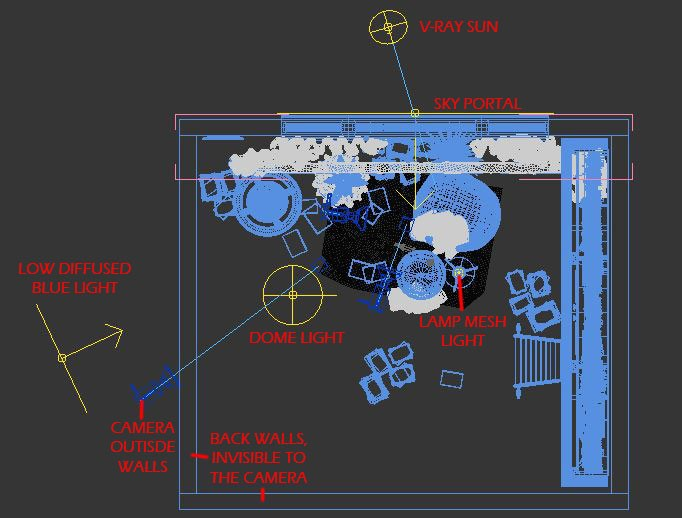 V-RAY SUN
SKY PORTAL
LOW DIFFUSED
BLUE LIGHT
DOME LIGHT
LAMP MESH
LIGHT
CAMERA
OUTISDE
WALLS
BACK WALLS,
INVISIBLE TO
THE CAMERA